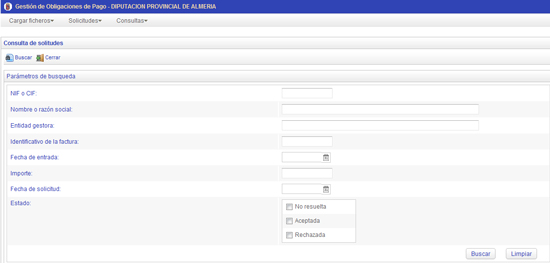 Gestión de Obligaciones de Pago - DIPUTACION PROVINCIAL DE ALMERIA
Cargar ficheros Solicitudes Consultas
Consulta de solitudes
Buscar Cerrar
Parámetros de busqueda
NIF o CIF:
Nombre o razón social:
Entidad gestora:
Identificativo de la factura:
Fecha de entrada:
Importe:
Fecha de solicitud:
Estado:
No resuelta
Aceptada
Rechazada
Buscar Limpiar